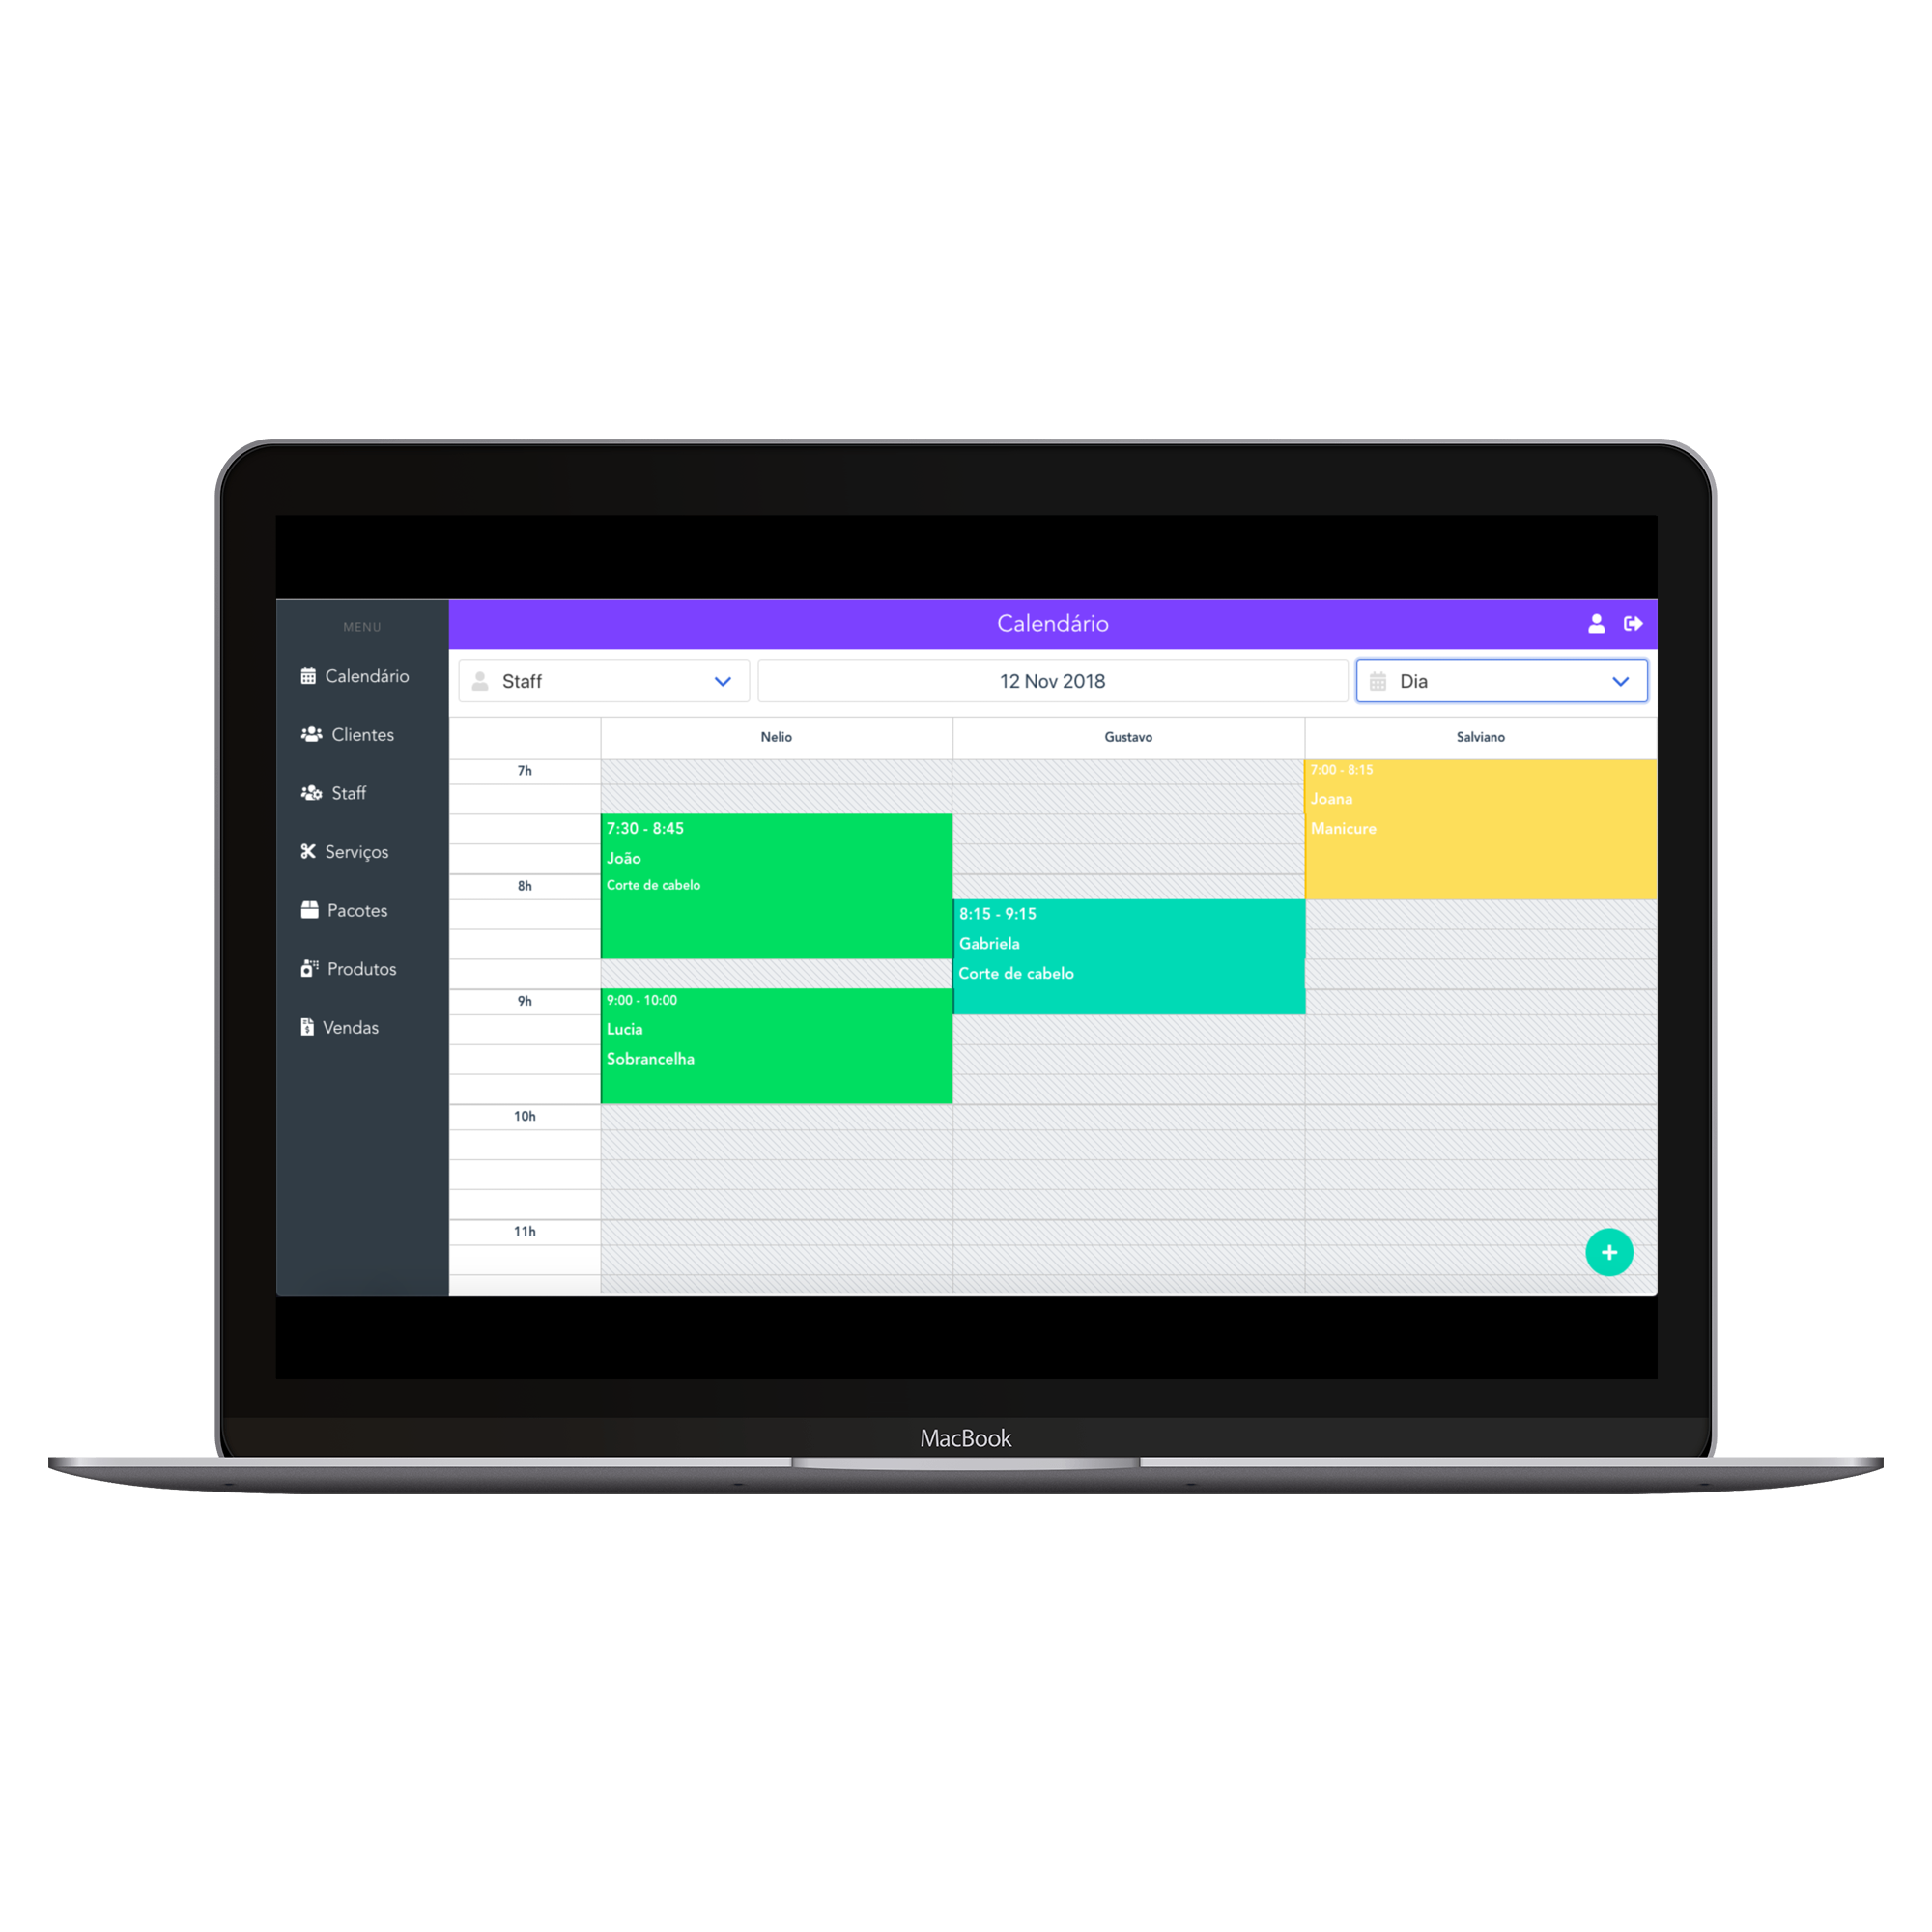 MENU
Calendário
Clientes
Staff
Serviços
Pacotes
Produtos
Vendas
Calendário
Staff
12 Nov 2018
Dia
Nelio
Gustavo
Salviano
7h
8h
9h
10h
11h
7:30 - 8:45
João
Corte de cabelo
9:00 - 10:00
Lucia
Sobrancelha
8:15 - 9:15
Gabriela
Corte de cabelo
7:00 - 8:15
Joana
Manicure
+
MacBook